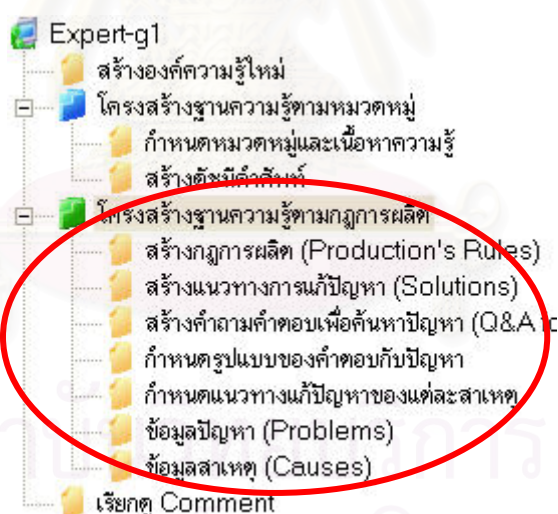 Expert-g1
สร้างองค์ความรู้ใหม่
โครงสร้างฐานความรู้ตามหมวดหมู่
กำหนดหมวดหมู่และเนื้อหาความรู้
สร้างดัชนีคำศัพท์
โครงสร้างฐานความรู้ตามกฎการผลิต
สร้างกฎการผลิต (Production's Rules)
สร้างแนวทางการแก้ปัญหา (Solutions)
สร้างคำถามคำตอบเพื่อค้นหาปัญหา (Q&A to
กำหนดรูปแบบของคำตอบกับปัญหา
กำหนดแนวทางแก้ปัญหาของแต่ละสาเหตุ
ข้อมูลปัญหา (Problems)
ข้อมูลสาเหตุ (Causes)
เรียกดู Comment